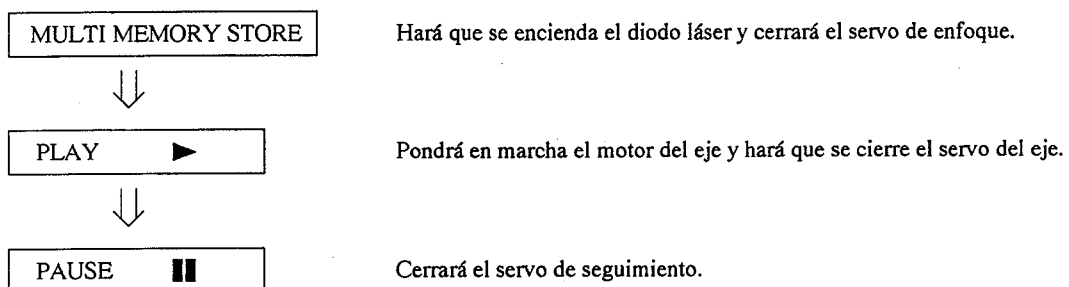 MULTI MEMORY STORE Hará que se encienda el diodo láser y cerrará el servo de enfoque.
PLAY Pondrá en marcha el motor del eje y hará que se cierre el servo del eje.
PAUSE Cerrará el servo de seguimiento.